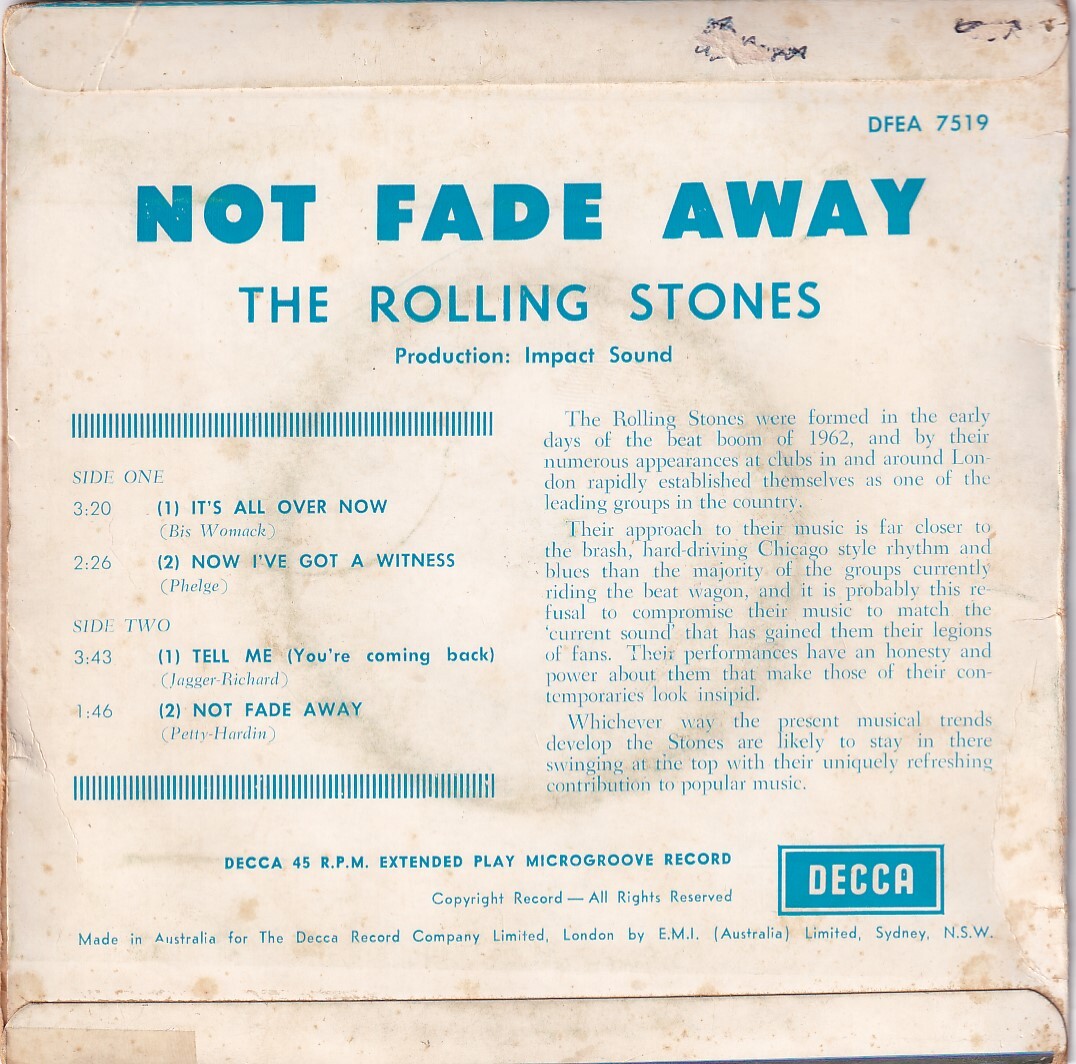 DFEA 7519
NOT FADE AWAY
THE ROLLING STONES
Production: Impact Sound
SIDE ONE
3:20 (1) IT'S ALL OVER NOW
(Bis Womack)
2:26 (2) NOW I'VE GOT A WITNESS
(Phelge)
SIDE TWO
3:43 (1) TELL ME (You're coming back)
(Jagger-Richard)
1:46 (2) NOT FADE AWAY
(Petty-Hardin)
The Rolling Stones were formed in the early
days of the beat boom of 1962, and by their
numerous appearances at clubs in and around Lon-
don rapidly established themselves as one of the
leading groups in the country.
Their approach to their music is far closer to
the brash, hard-driving Chicago style rhythm and
blues than the majority of the groups currently
riding the beat wagon, and it is probably this re-
fusal to compromise their music to match the
'current sound' that has gained them their legions
of fans. Their performances have an honesty and
power about them that make those of their con-
temporaries look insipid.
Whichever way the present musical trends
develop the Stones are likely to stay in there
swinging at the top with their uniquely refreshing
contribution to popular music.
DECCA 45 R.P.M. EXTENDED PLAY MICROGROOVE RECORD
DECCA
Copyright Record — All Rights Reserved
Made in Australia for The Decca Record Company Limited, London by E.M.I. (Australia) Limited, Sydney, N.S.W.